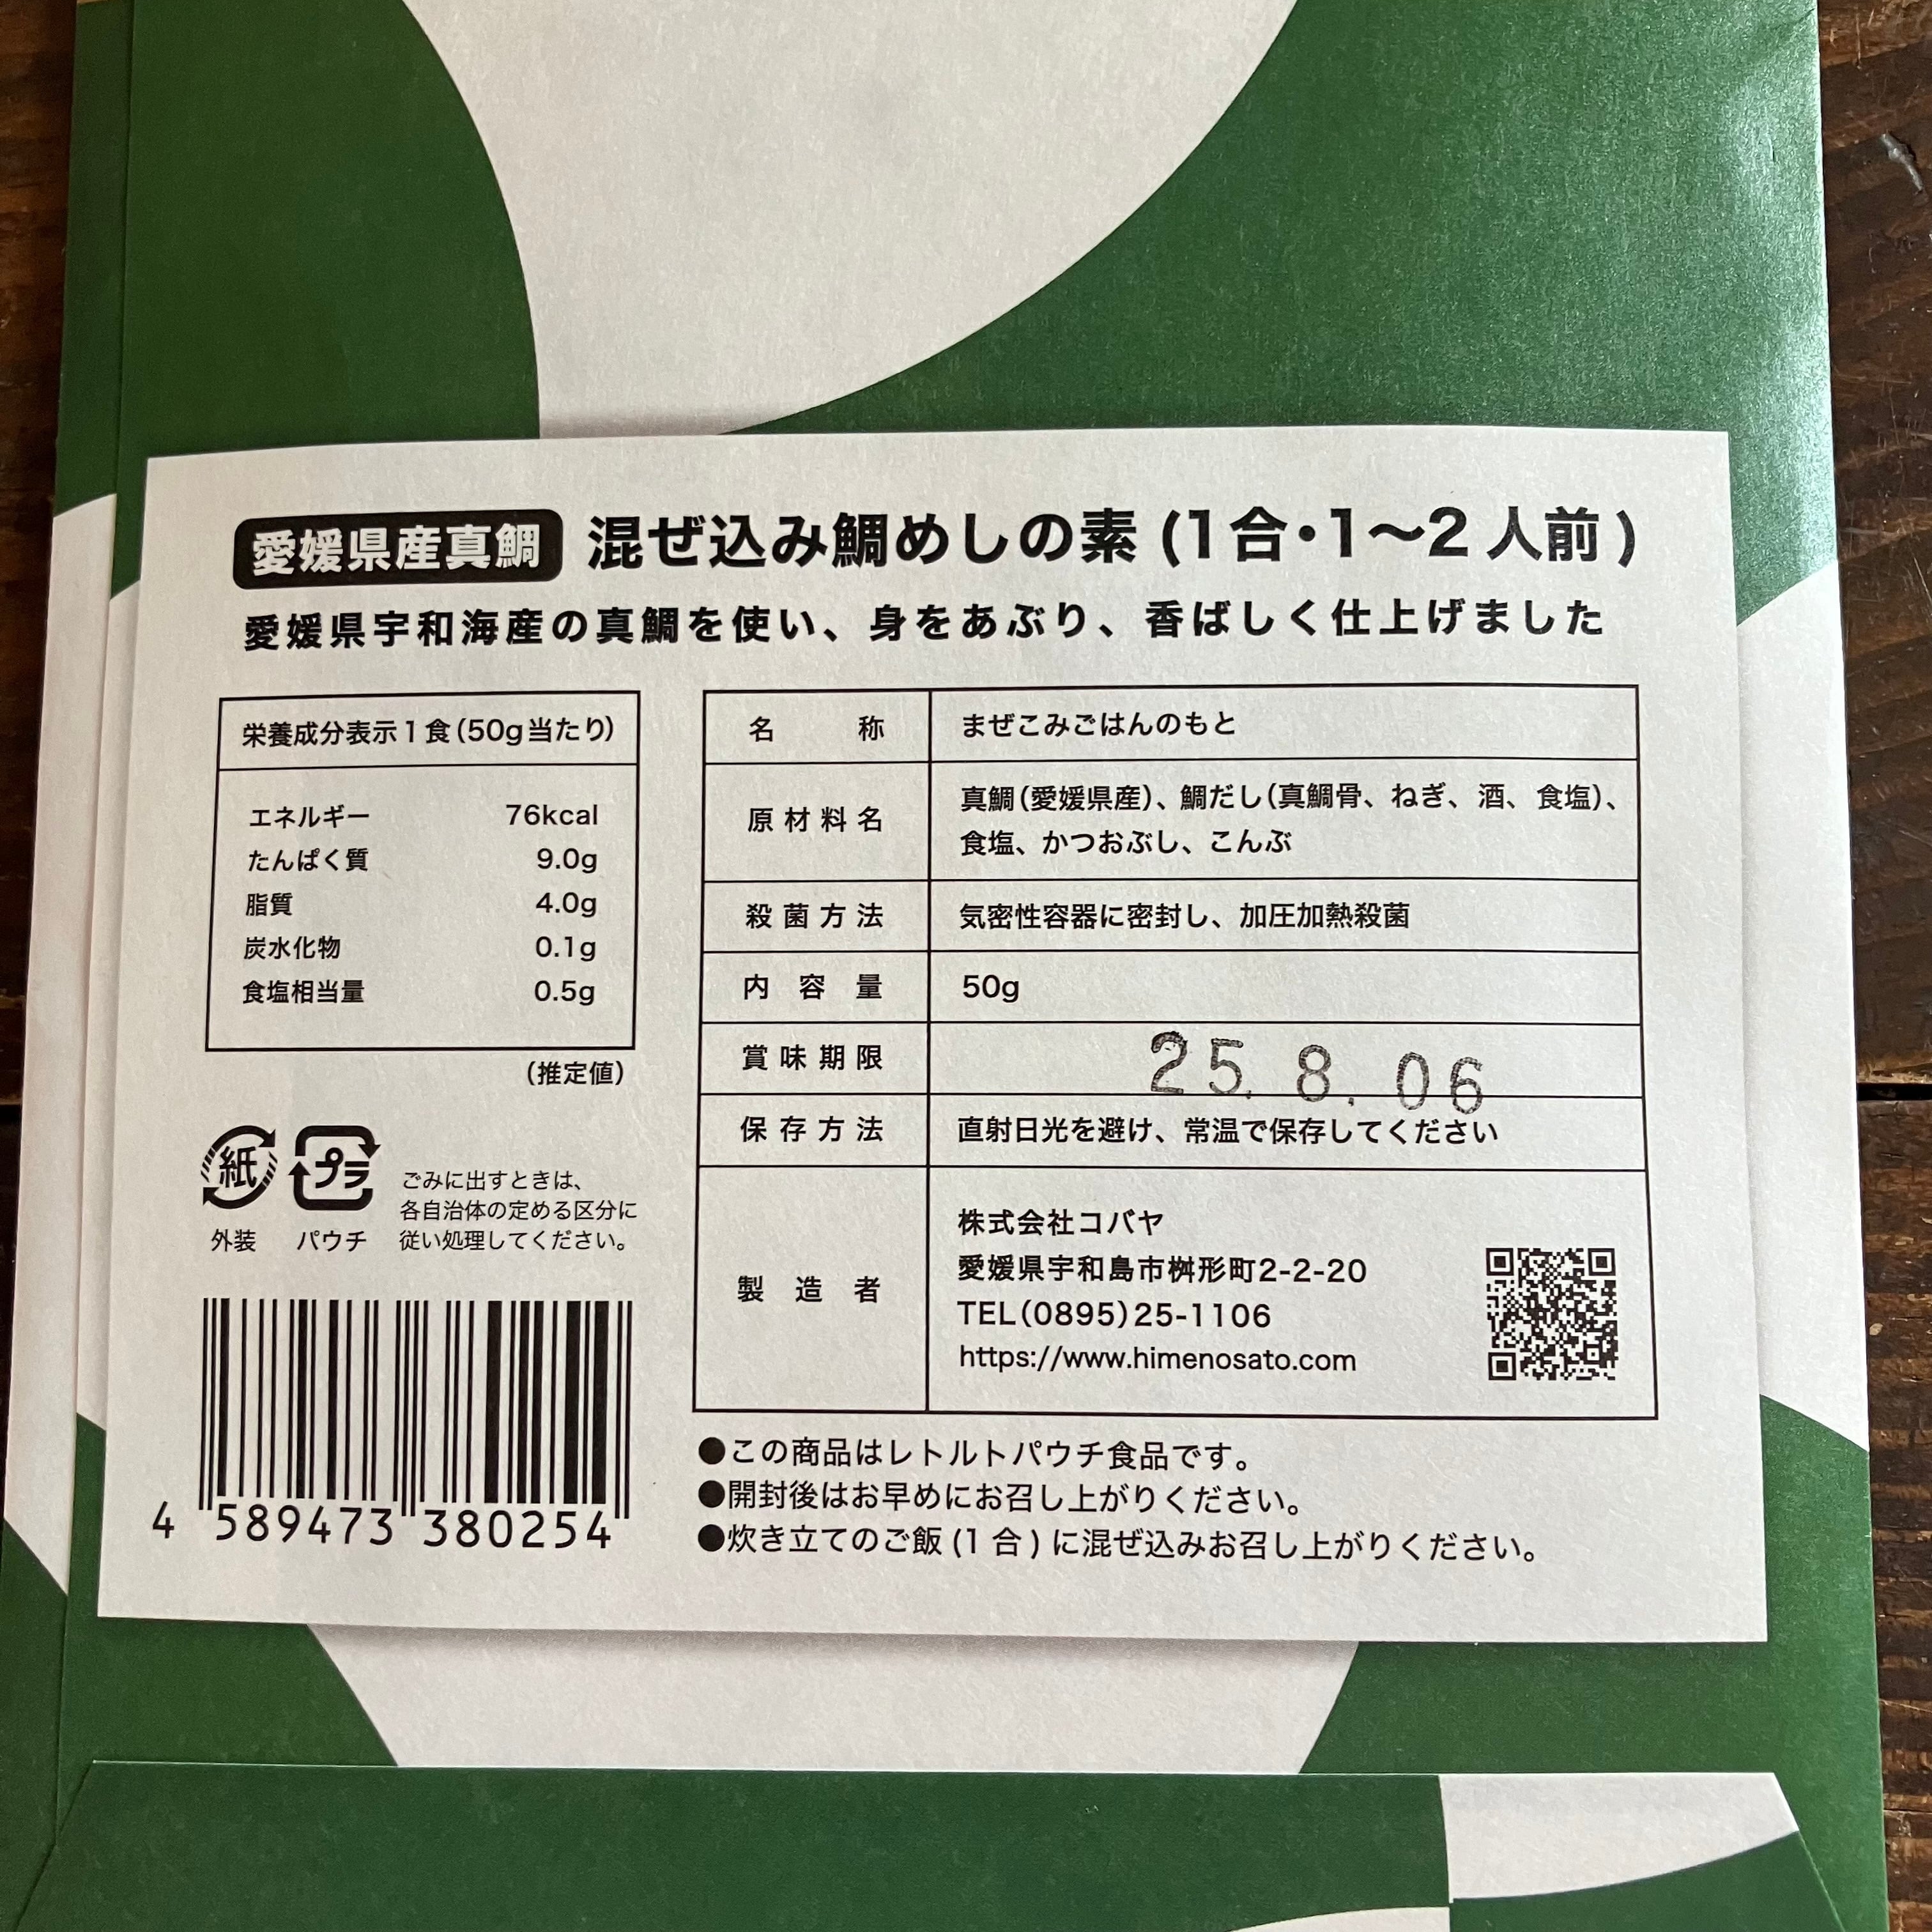 愛媛県産真鯛 混ぜ込み鯛めしの素 (1合・1〜2人前)
愛媛県宇和海産の真鯛を使い、身をあぶり、香ばしく仕上げました
栄養成分表示1食(50g当たり)
エネルギー 76kcal
たんぱく質 9.0g
脂質 4.0g
炭水化物 0.1g
食塩相当量 0.5g
(推定値)
紙 プラ
外装 パウチ
ごみに出すときは、
各自治体の定める区分に
従い処理してください。
4 589473 380254
名称 まぜこみごはんのもと
原材料名 真鯛(愛媛県産)、鯛だし(真鯛骨、ねぎ、酒、食塩)、
食塩、かつおぶし、こんぶ
殺菌方法 気密性容器に密封し、加圧加熱殺菌
内容量 50g
賞味期限 25.8.06
保存方法 直射日光を避け、常温で保存してください
製造者 株式会社コバヤ
愛媛県宇和島市桝形町2-2-20
TEL(0895)25-1106
https://www.himenosato.com
●この商品はレトルトパウチ食品です。
●開封後はお早めにお召し上がりください。
●炊き立てのご飯(1合)に混ぜ込みお召し上がりください。